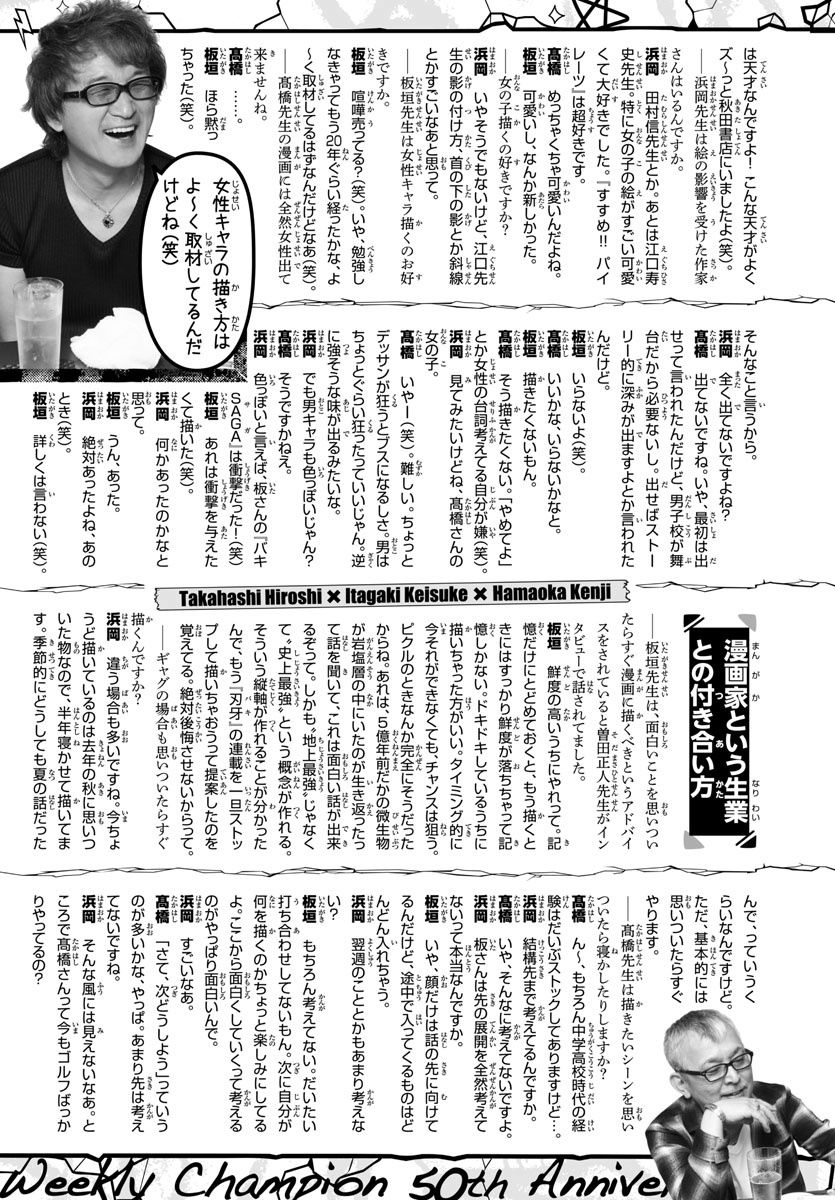 は天才なんですよ！こんな天才がよく
ズ〜っと秋田書店にいましたよ（笑）。
――浜岡先生は絵の影響を受けた作家
さんはいるんですか。
浜岡 田村信先生とか。あとは江口寿
史先生。特に女の子の絵がすごい可愛
くて大好きでした。『すすめ!!パイ
レーツ』は超好きです。
髙橋 めっちゃくちゃ可愛いんだよね。
板垣 可愛いし、なんか新しかった。
――女の子描くの好きですか？
浜岡 いやそうでもないけど、江口先
生の影の付け方、首の下の影とか斜線
とかすごいなあと思って。
――板垣先生は女性キャラ描くのお好
きですか。
板垣 喧嘩売ってる？（笑）。いや、勉強し
なきゃってもう20年ぐらい経ったかな、よ
〜く取材してるはずなんだけどなあ（笑）。
――髙橋先生の漫画には全然女性出て
来ませんね。
髙橋 ……。
板垣 ほら黙っ
ちゃった（笑）。
女性キャラの描き方は
よ〜く取材してるんだ
けどね（笑）
そんなこと言うから。
浜岡 全く出てないですよね？
髙橋 出てないですね。いや、最初は出
せって言われたんだけど、男子校が舞
台だから必要ないし。出せばストー
リー的に深みが出ますよとか言われた
んだけど。
板垣 いらないよ（笑）。
髙橋 いいかな、いらないかなと。
板垣 描きたくないもん。
髙橋 そう描きたくない。「やめてよ」
とか女性の台詞考えてる自分が嫌（笑）。
浜岡 見てみたいけどね、髙橋さんの
女の子。
髙橋 いやー（笑）。難しい。ちょっと
デッサンが狂うとブスになるしさ。男は
ちょっとぐらい狂ったっていいじゃん。逆
に強そうな味が出るみたいな。
浜岡 でも男キャラも色っぽいじゃん？
髙橋 そうですかねえ。
浜岡 色っぽいと言えば、板さんの『バキ
SAGA』は衝撃だった！（笑）
板垣 あれは衝撃を与えた
くて描いた（笑）。
浜岡 何かあったのかなと
思って。
板垣 うん、あった。
浜岡 絶対あったよね、あの
とき（笑）。
板垣 詳しくは言わない（笑）。
Takahashi Hiroshi × Itagaki Keisuke × Hamaoka Kenji
漫画家という生業
との付き合い方
――板垣先生は、面白いことを思いつい
たらすぐ漫画に描くべきというアドバイ
スをされていると曽田正人先生がイン
タビューで話されてました。
板垣 鮮度の高いうちにやれって。記
憶だけにとどめておくと、もう描くと
きにはすっかり鮮度が落ちちゃって記
憶しかない。ドキドキしているうちに
描いちゃった方がいい。タイミング的に
今それができなくても、チャンスは狙う。
ピクルのときなんか完全にそうだった
からね。あれは、5億年前だかの微生物
が岩塩層の中にいたのが生き返ったっ
て話を聞いて、これは面白い話が出来
るぞうって。しかも〝地上最強〟じゃなく
て〝史上最強〟という概念が作れる。
そういう縦軸が作れることが分かった
んで、もう『刃牙』の連載を一旦ストッ
プして描いちゃおうって提案したのを
覚えてる。絶対後悔させないからって。
――ギャグの場合も思いついたらすぐ
描くんですか？
浜岡 違う場合も多いですね。今ちょ
うど描いているのは去年の秋に思いつ
いた物なので、半年寝かせて描いてま
す。季節的にどうしても夏の話だった
んで、っていうく
らいなんですけど。
ただ、基本的には
思いついたらすぐ
やります。
――髙橋先生は描きたいシーンを思い
ついたら寝かしたりしますか？
髙橋 ん〜、もちろん中学高校時代の経
験はだいぶストックしてありますけど…。
浜岡 結構先まで考えてるんですか。
髙橋 いや、そんなに考えてないですよ。
浜岡 板さんは先の展開を全然考えて
ないって本当なんですか。
板垣 いや、顔だけは話の先に向けて
るんだけど、途中で入ってくるものはど
んどん入れちゃう。
浜岡 翌週のこととかもあまり考えな
い？
板垣 もちろん考えてない。だいたい
打ち合わせしてないもん。次に自分が
何を描くのかちょっと楽しみにしてる
よ。ここから面白くしていくって考える
のがやっぱり面白いんで。
浜岡 すごいなあ。
髙橋 「さて、次どうしよう」っていう
のが多いかな、やっぱ。あまり先は考え
てないですね。
浜岡 そんな風には見えないなあ。と
ころで髙橋さんって今もゴルフばっか
りやってるの？
Weekly Champion 50th Anniver